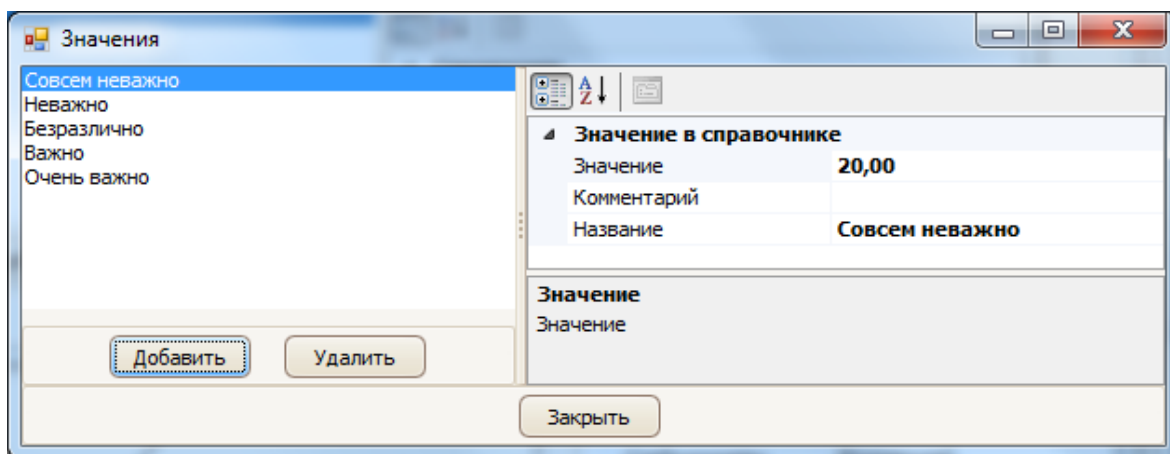 Значения
Совсем неважно
Неважно
Безразлично
Важно
Очень важно
Добавить
Удалить
A
Z
Значение в справочнике
Значение 20,00
Комментарий
Название Совсем неважно
Значение
Значение
Закрыть